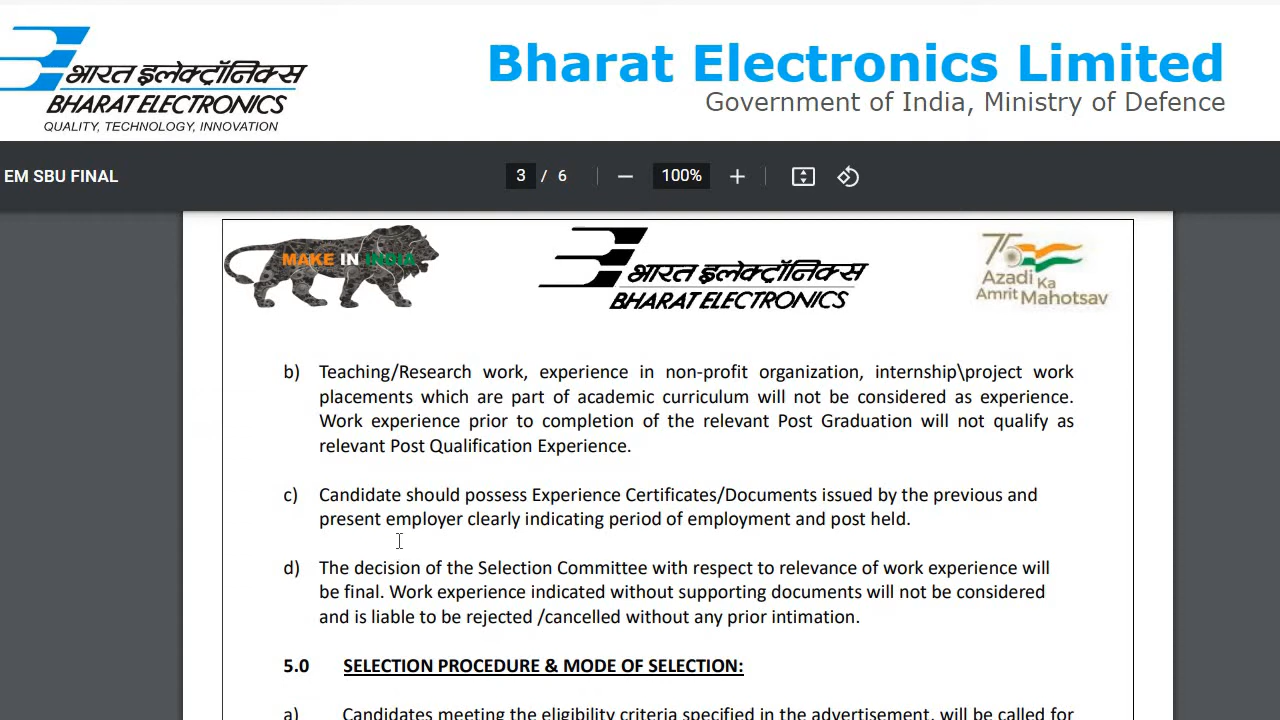 भारत इलेक्ट्रॉनिक्स
BHARAT ELECTRONICS
QUALITY, TECHNOLOGY, INNOVATION
Bharat Electronics Limited
Government of India, Ministry of Defence
EM SBU FINAL
3 / 6
100%
MAKE IN INDIA
भारत इलेक्ट्रॉनिक्स
BHARAT ELECTRONICS
75
Azadi Ka
Amrit Mahotsav
b) Teaching/Research work, experience in non-profit organization, internship\project work
placements which are part of academic curriculum will not be considered as experience.
Work experience prior to completion of the relevant Post Graduation will not qualify as
relevant Post Qualification Experience.
c) Candidate should possess Experience Certificates/Documents issued by the previous and
present employer clearly indicating period of employment and post held.
d) The decision of the Selection Committee with respect to relevance of work experience will
be final. Work experience indicated without supporting documents will not be considered
and is liable to be rejected /cancelled without any prior intimation.
5.0 SELECTION PROCEDURE & MODE OF SELECTION:
a) Candidates meeting the eligibility criteria specified in the advertisement, will be called for